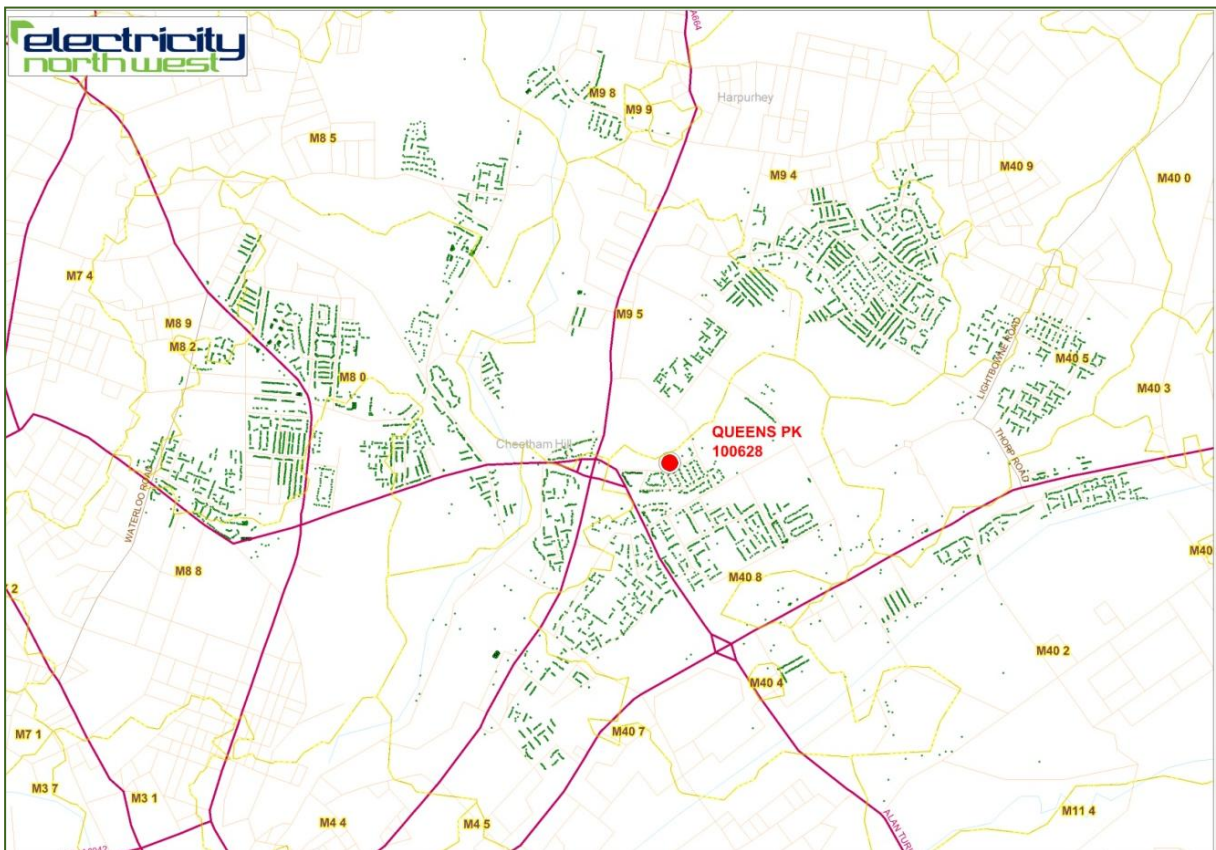 electricity
north west
A664
M9 8
M9 9
Harpurhey
M8 5
M9 4
M40 9
M40 0
M7 4
M8 9
M8 2
M9 5
M8 0
LIGHTBOWNE ROAD
M40 5
M40 3
Cheetham Hill
QUEENS PK
100628
THORP ROAD
WATERLOO ROAD
M8 8
M40 8
M40
M40 2
M40 4
M7 1
M40 7
M3 7
M3 1
M4 4
M4 5
M11 4